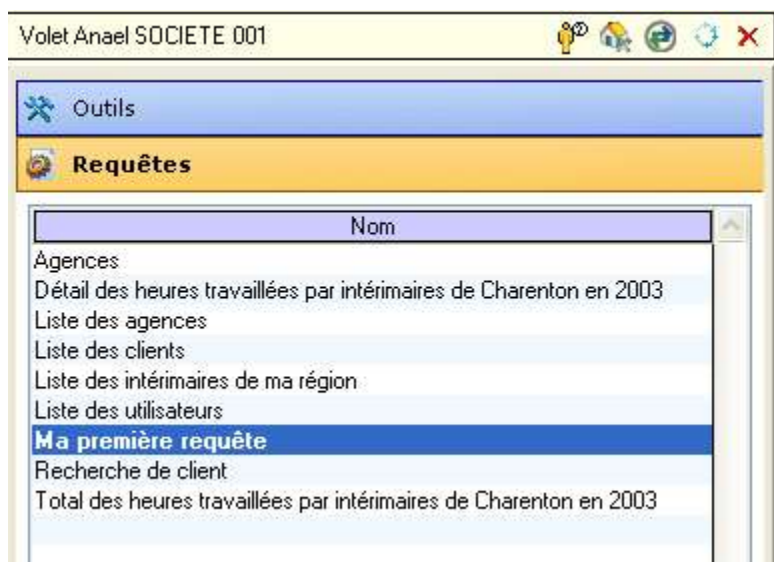 Volet Anael SOCIETE 001
Outils
Requêtes
Nom
Agences
Détail des heures travaillées par intérimaires de Charenton en 2003
Liste des agences
Liste des clients
Liste des intérimaires de ma région
Liste des utilisateurs
Ma première requête
Recherche de client
Total des heures travaillées par intérimaires de Charenton en 2003